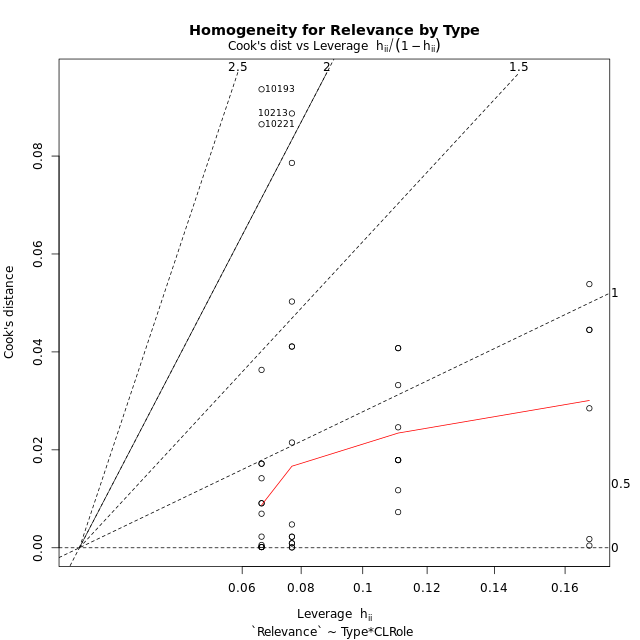 Homogeneity for Relevance by Type
Cook's dist vs Leverage hii/(1−hii)
2.5
2
1.5
10193
10213
10221
1
0.5
0
0.08
0.06
0.04
0.02
0.00
Cook's distance
0.06 0.08 0.1 0.12 0.14 0.16
Leverage hii
`Relevance` ~ Type*CLRole